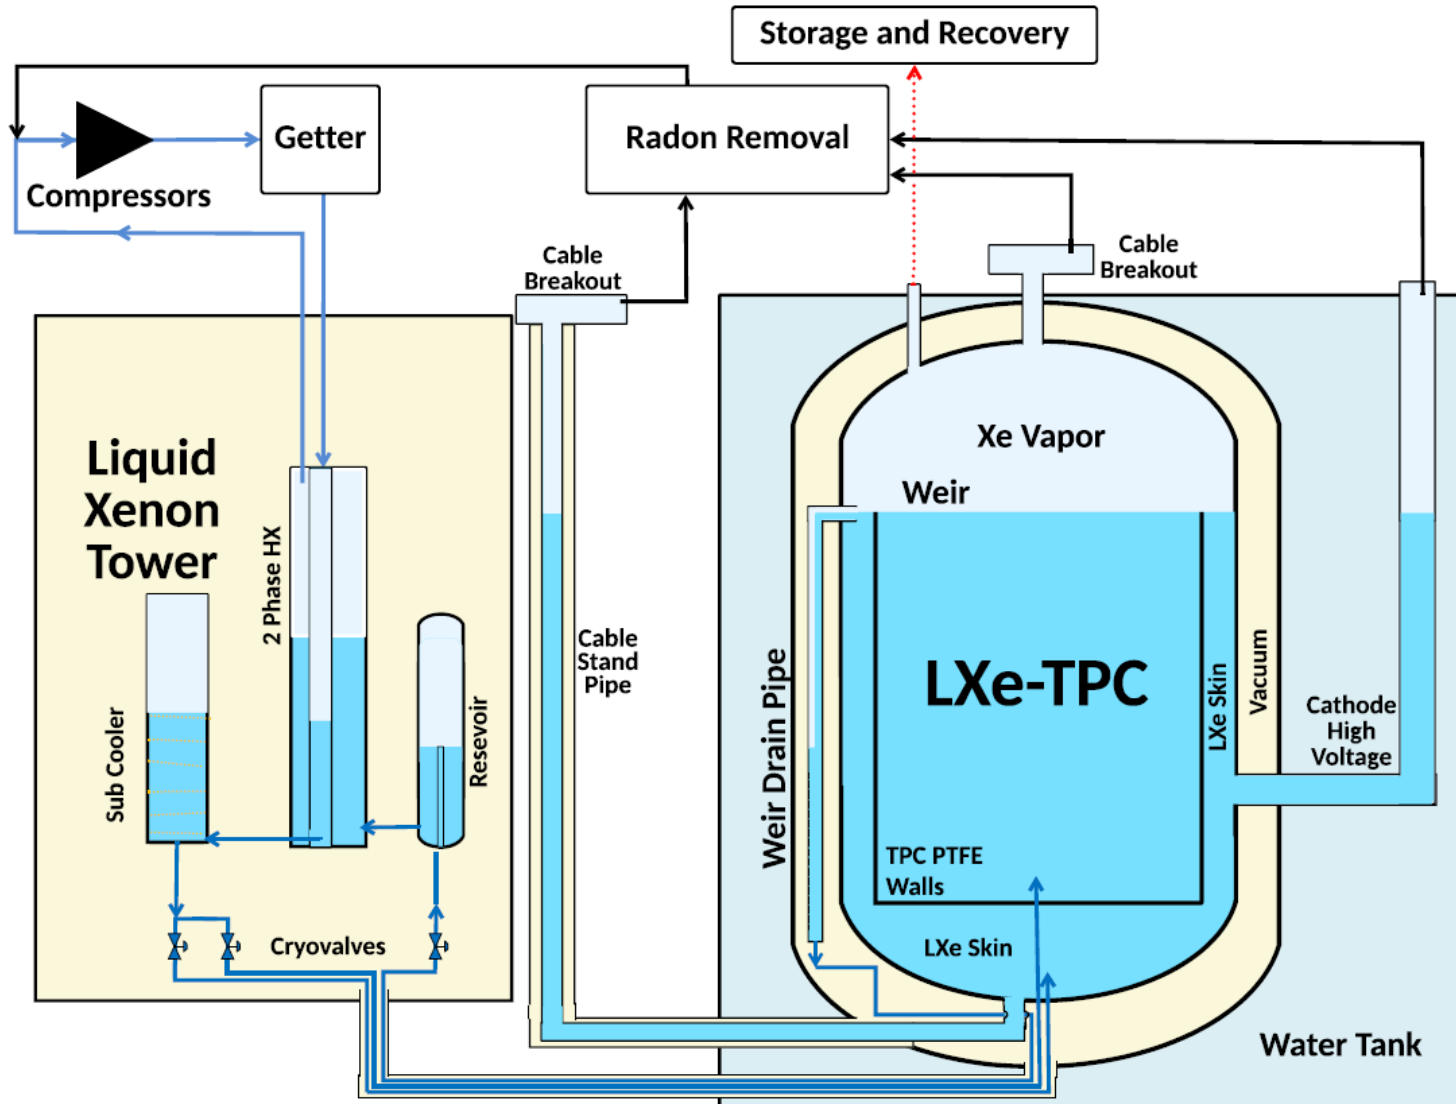 Storage and Recovery
Getter
Radon Removal
Compressors
Cable
Breakout
Cable
Breakout
Liquid
Xenon
Tower
2 Phase HX
Sub Cooler
Resevoir
Cryovalves
Cable
Stand
Pipe
Xe Vapor
Weir
Weir Drain Pipe
LXe-TPC
LXe Skin
Vacuum
Cathode
High
Voltage
TPC PTFE
Walls
LXe Skin
Water Tank